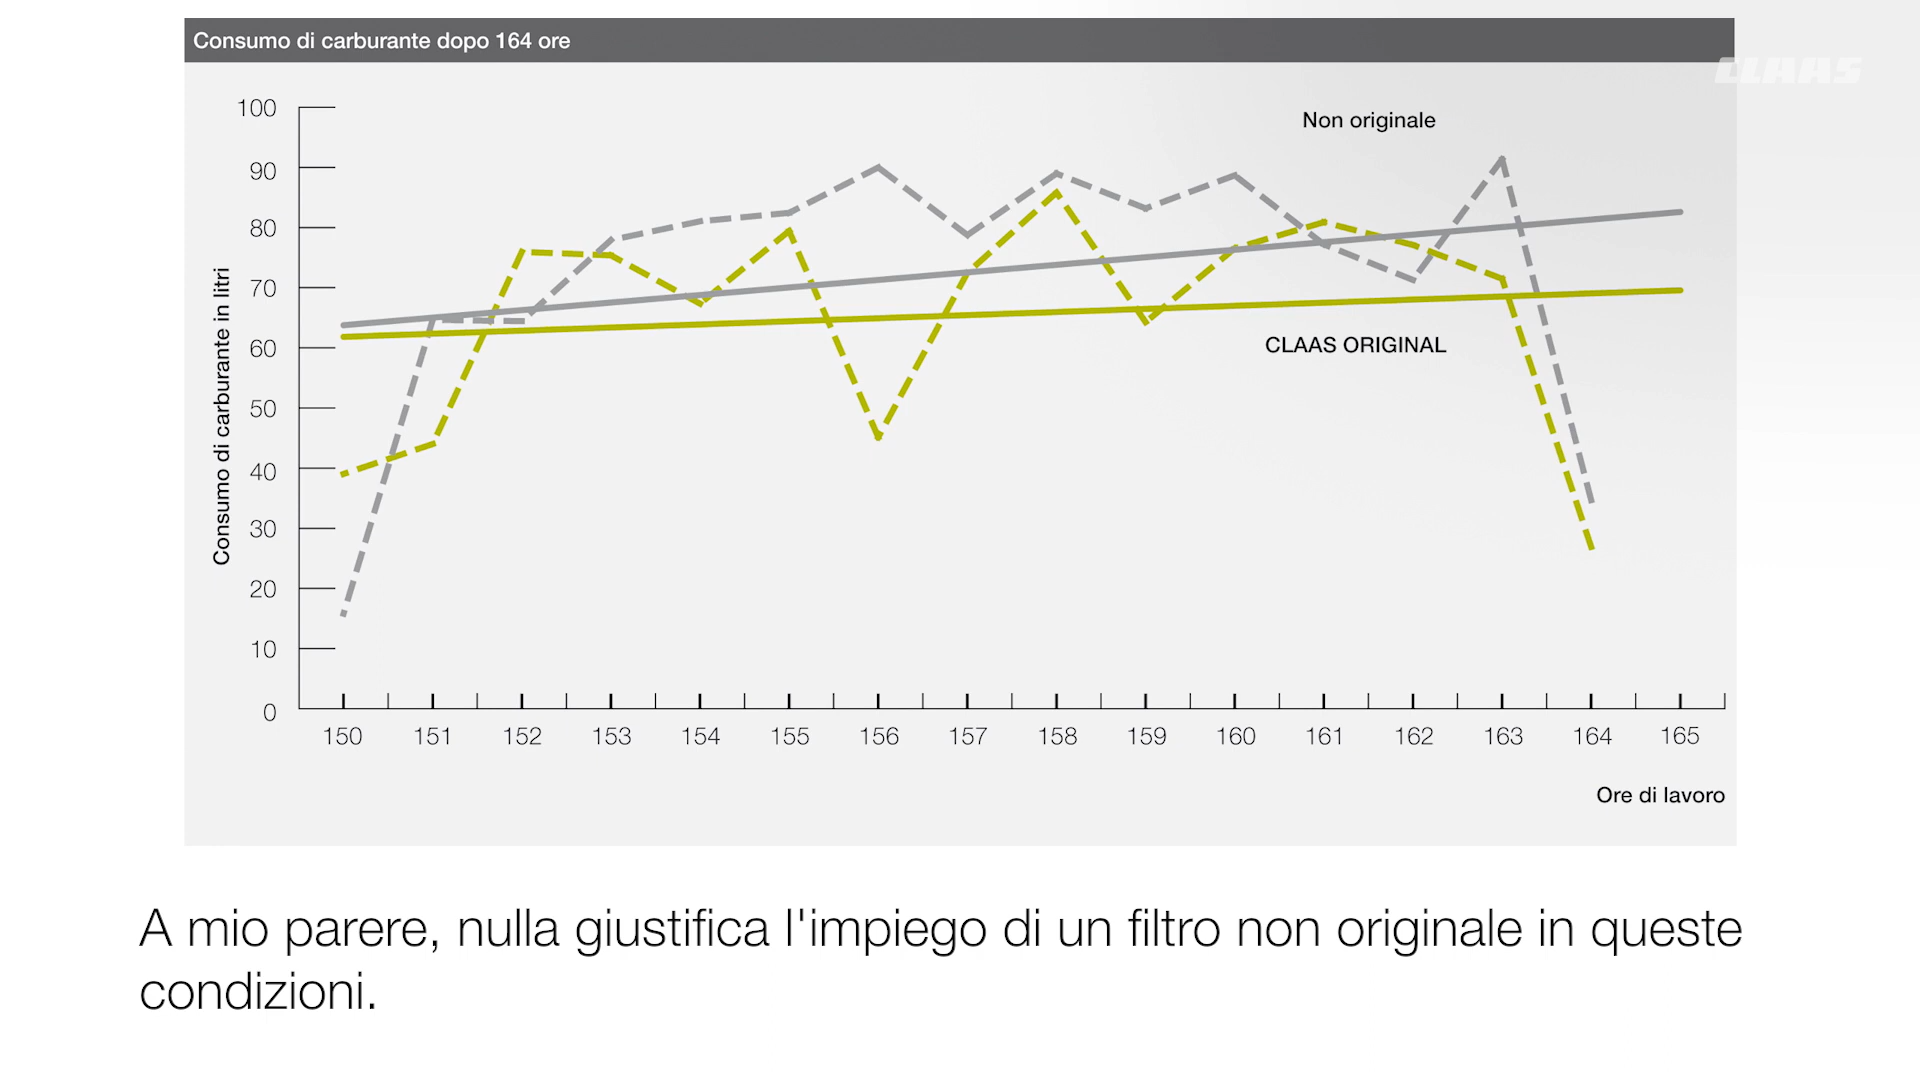 Consumo di carburante dopo 164 ore
CLAAS
100
90
80
70
60
50
40
30
20
10
0
Consumo di carburante in litri
Non originale
CLAAS ORIGINAL
150 151 152 153 154 155 156 157 158 159 160 161 162 163 164 165
Ore di lavoro
A mio parere, nulla giustifica l'impiego di un filtro non originale in queste
condizioni.